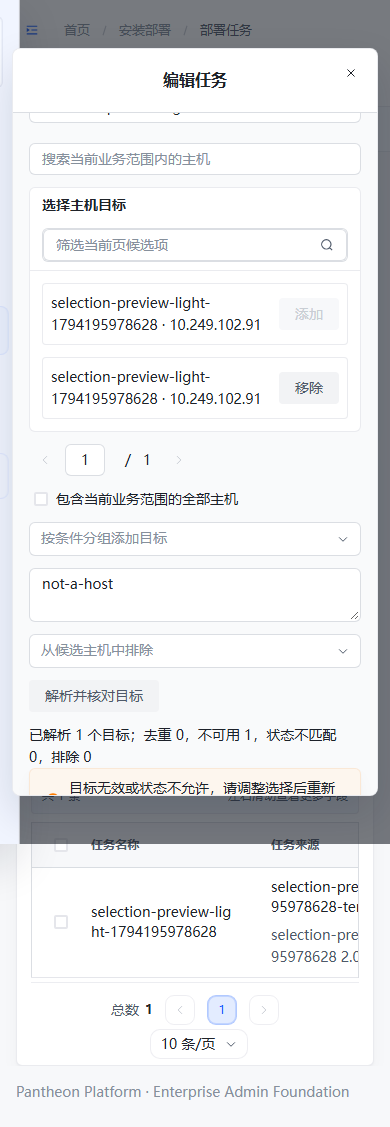 首页 / 安装部署 / 部署任务
编辑任务
搜索当前业务范围内的主机
选择主机目标
筛选当前页候选项
selection-preview-light-
1794195978628 · 10.249.102.91
添加
selection-preview-light-
1794195978628 · 10.249.102.91
移除
1 / 1
包含当前业务范围的全部主机
按条件分组添加目标
not-a-host
从候选主机中排除
解析并核对目标
已解析 1 个目标；去重 0，不可用 1，状态不匹配
0，排除 0
目标无效或状态不允许，请调整选择后重新
任务名称 任务来源
selection-preview-lig
ht-1794195978628
selection-pre
95978628-ter
selection-pre
95978628 2.0
总数 1
1
10 条/页
Pantheon Platform · Enterprise Admin Foundation